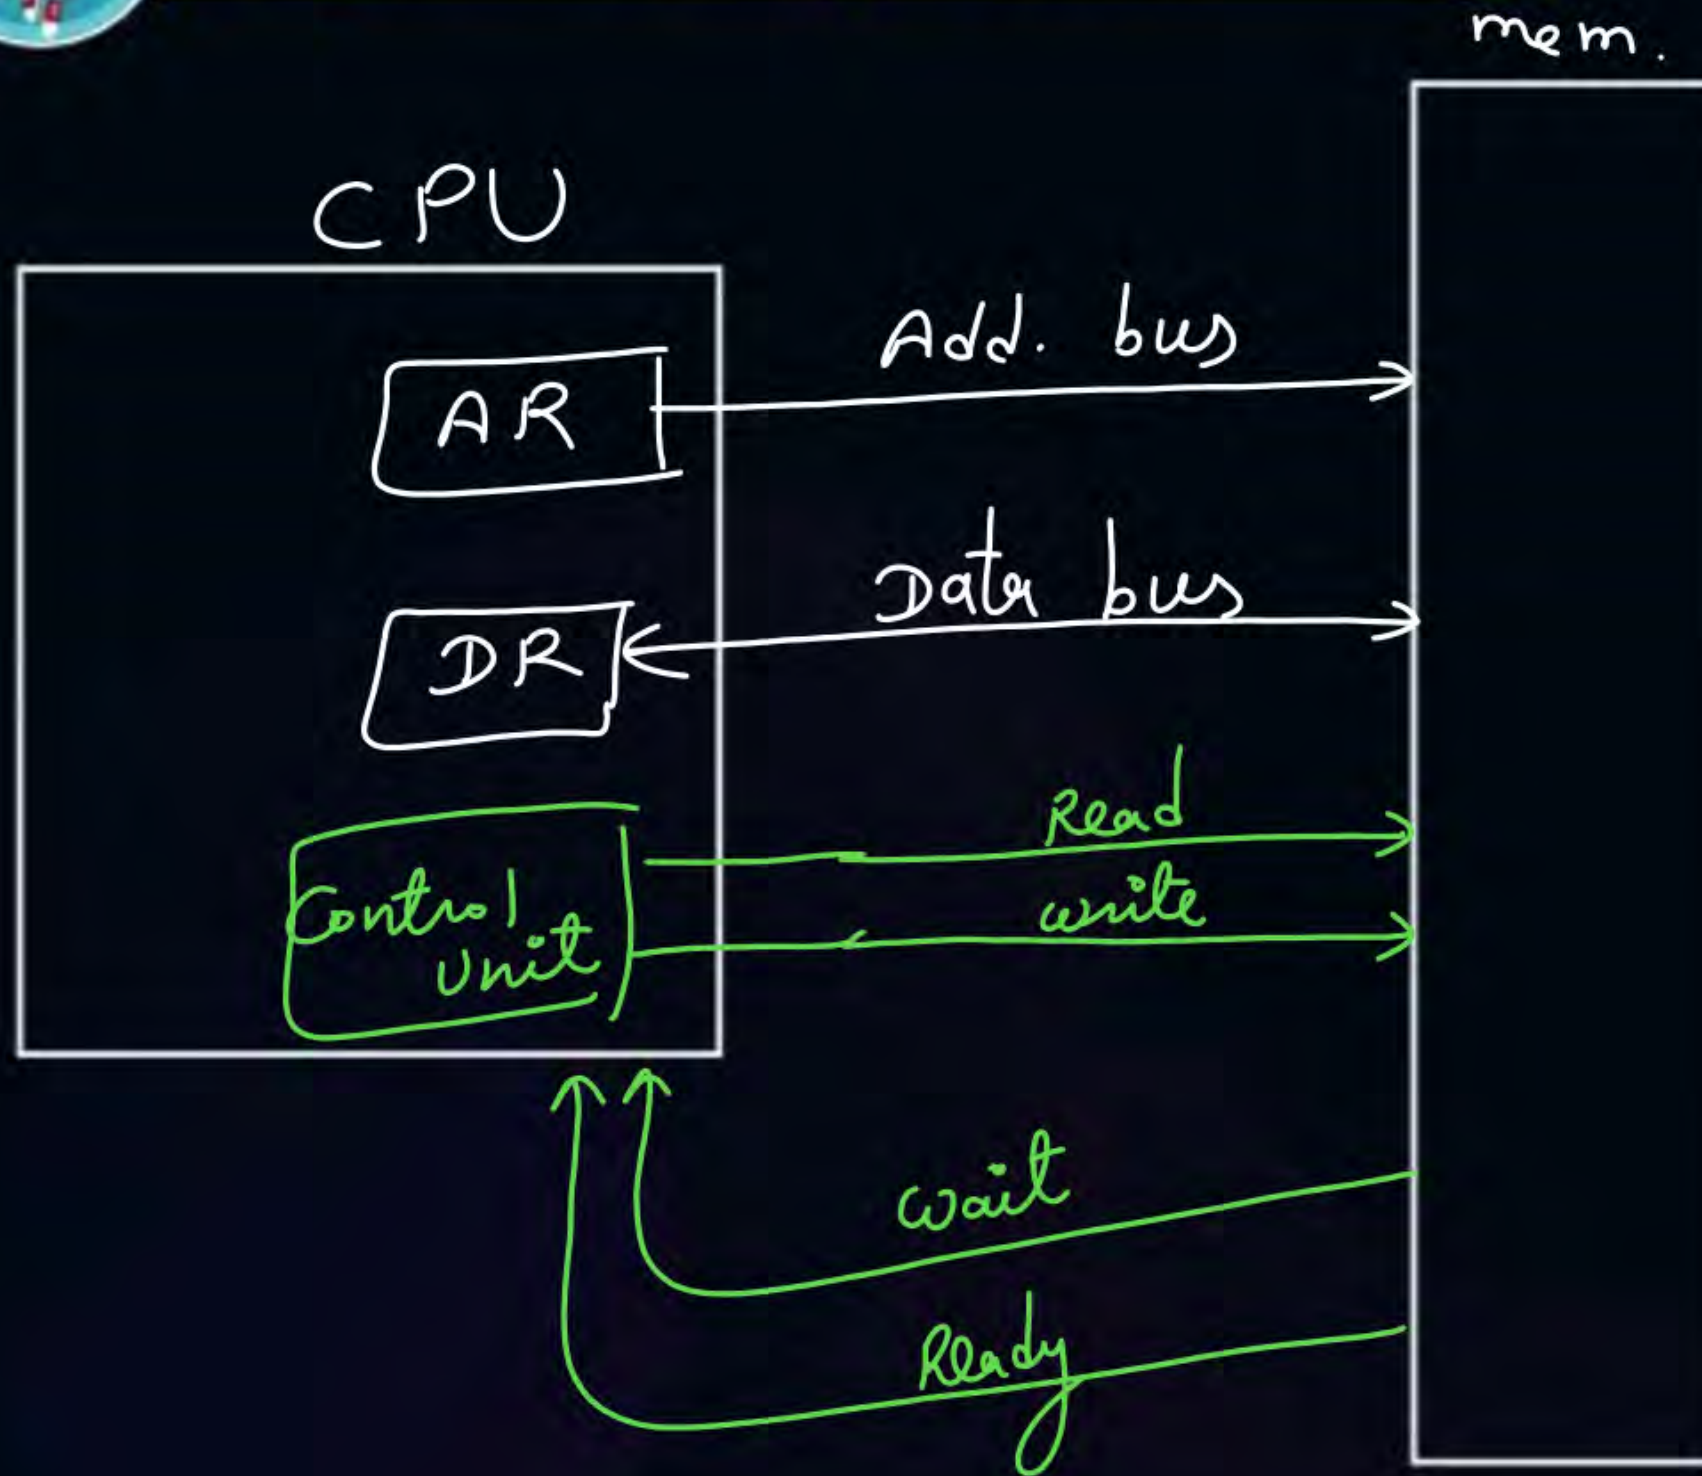 mem.
CPU
Add. bus
AR
Data bus
DR
Read
Control
Unit
write
wait
Ready